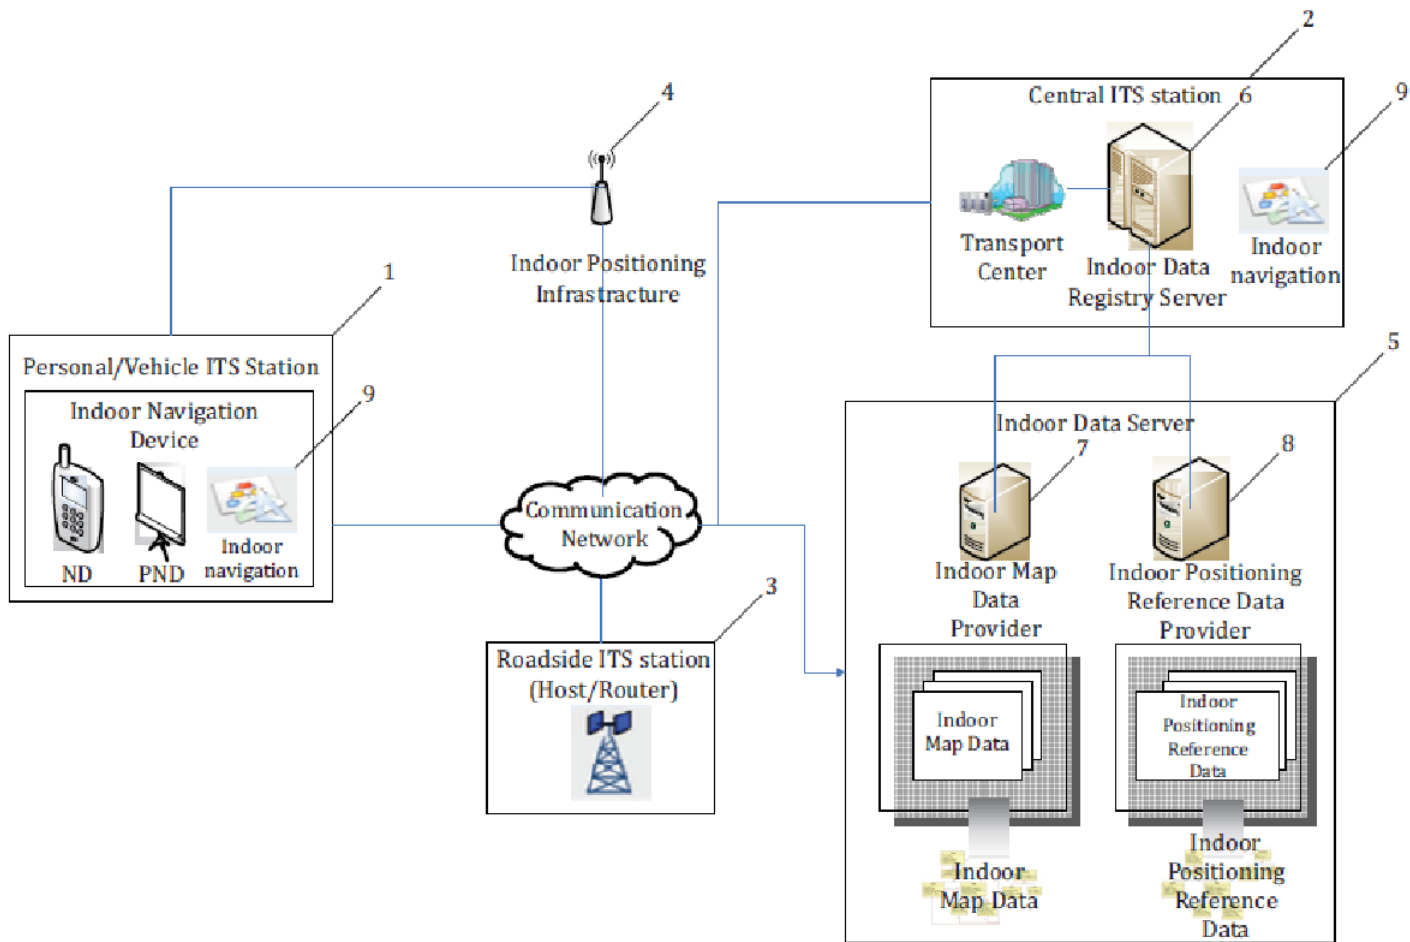 2
Central ITS station
6
9
4
Transport
Center
Indoor Data
Registry Server
Indoor
navigation
Indoor Positioning
Infrastracture
1
Personal/Vehicle ITS Station
Indoor Navigation
Device
9
ND
PND
Indoor
navigation
Communication
Network
3
Roadside ITS station
(Host/Router)
5
Indoor Data Server
7
8
Indoor Map
Data
Provider
Indoor Positioning
Reference Data
Provider
Indoor
Map Data
Indoor
Positioning
Reference
Data
Indoor
Map Data
Indoor
Positioning
Reference
Data